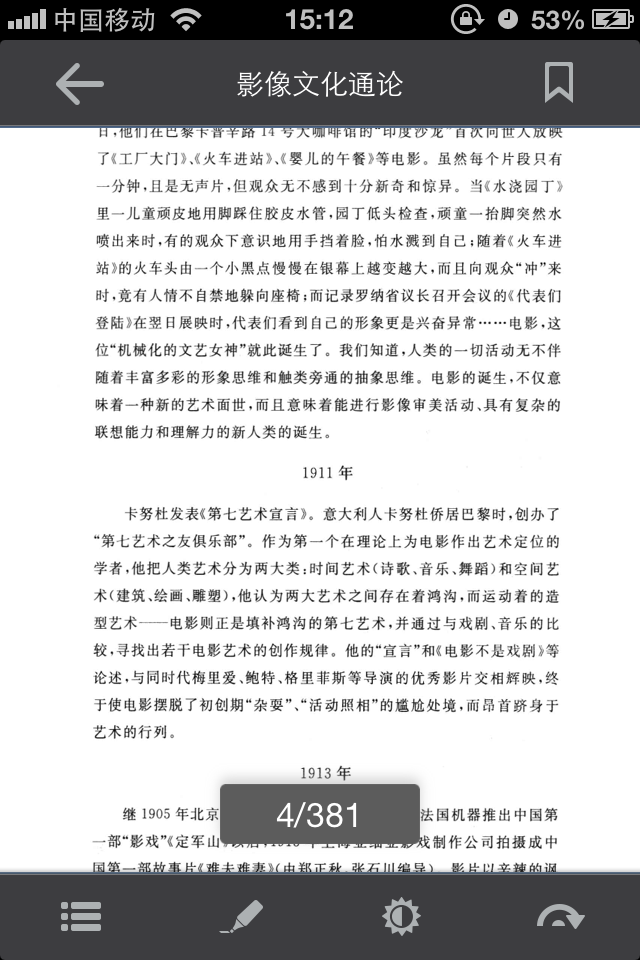 中国移动 15:12 53%
影像文化通论
日,他们在巴黎卡普辛路 14 号大咖啡馆的“印度沙龙”首次向世人放映
了《工厂大门》、《火车进站》、《婴儿的午餐》等电影。虽然每个片段只有
一分钟,且是无声片,但观众无不感到十分新奇和惊异。当《水浇园丁》
里一儿童顽皮地用脚踩住胶皮水管,园丁低头检查,顽童一抬脚突然水
喷出来时,有的观众下意识地用手挡着脸,怕水溅到自己;随着《火车进
站》的火车头由一个小黑点慢慢在银幕上越变越大,而且向观众“冲”来
时,竟有人情不自禁地躲向座椅;而记录罗纳省议长召开会议的《代表们
登陆》在翌日展映时,代表们看到自己的形象更是兴奋异常……电影,这
位“机械化的文艺女神”就此诞生了。我们知道,人类的一切活动无不伴
随着丰富多彩的形象思维和触类旁通的抽象思维。电影的诞生,不仅意
味着一种新的艺术面世,而且意味着能进行影像审美活动、具有复杂的
联想能力和理解力的新人类的诞生。
1911 年
卡努杜发表《第七艺术宣言》。意大利人卡努杜侨居巴黎时,创办了
“第七艺术之友俱乐部”。作为第一个在理论上为电影作出艺术定位的
学者,他把人类艺术分为两大类:时间艺术(诗歌、音乐、舞蹈)和空间艺
术(建筑、绘画、雕塑),他认为两大艺术之间存在着鸿沟,而运动着的造
型艺术——电影则正是填补鸿沟的第七艺术,并通过与戏剧、音乐的比
较,寻找出若干电影艺术的创作规律。他的“宣言”和《电影不是戏剧》等
论述,与同时代梅里爱、鲍特、格里菲斯等导演的优秀影片交相辉映,终
于使电影摆脱了初创期“杂耍”、“活动照相”的尴尬处境,而昂首跻身于
艺术的行列。
1913 年
继 1905 年北京 法国机器推出中国第
4/381
一部“影戏”《定军山》以后,1913 年上海亚细亚影戏制作公司拍摄成中
国第一部故事片《难夫难妻》(由郑正秋、张石川编导)。影片以辛辣的讽